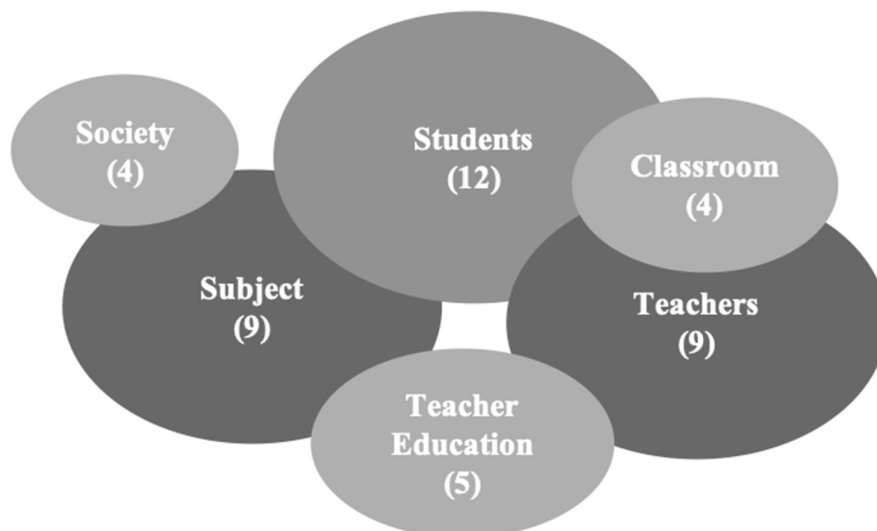 Society
(4)
Students
(12)
Classroom
(4)
Subject
(9)
Teachers
(9)
Teacher
Education
(5)